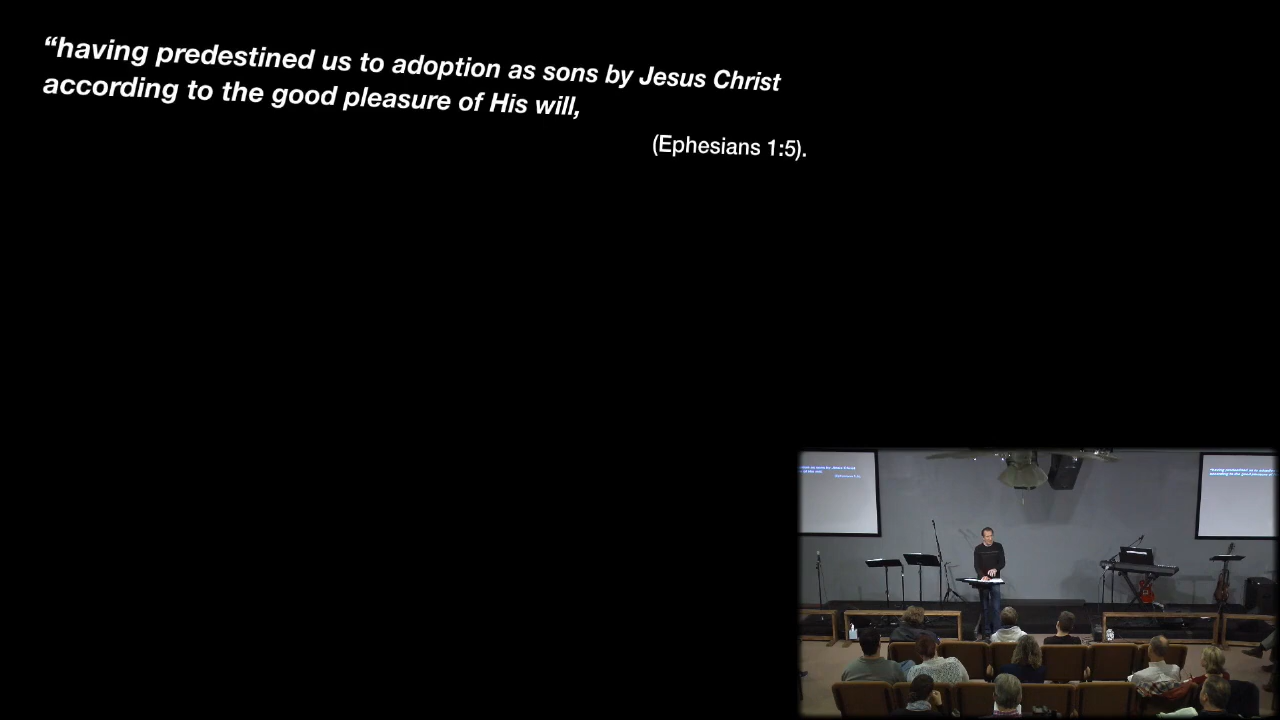 “having predestined us to adoption as sons by Jesus Christ
according to the good pleasure of His will,
(Ephesians 1:5).